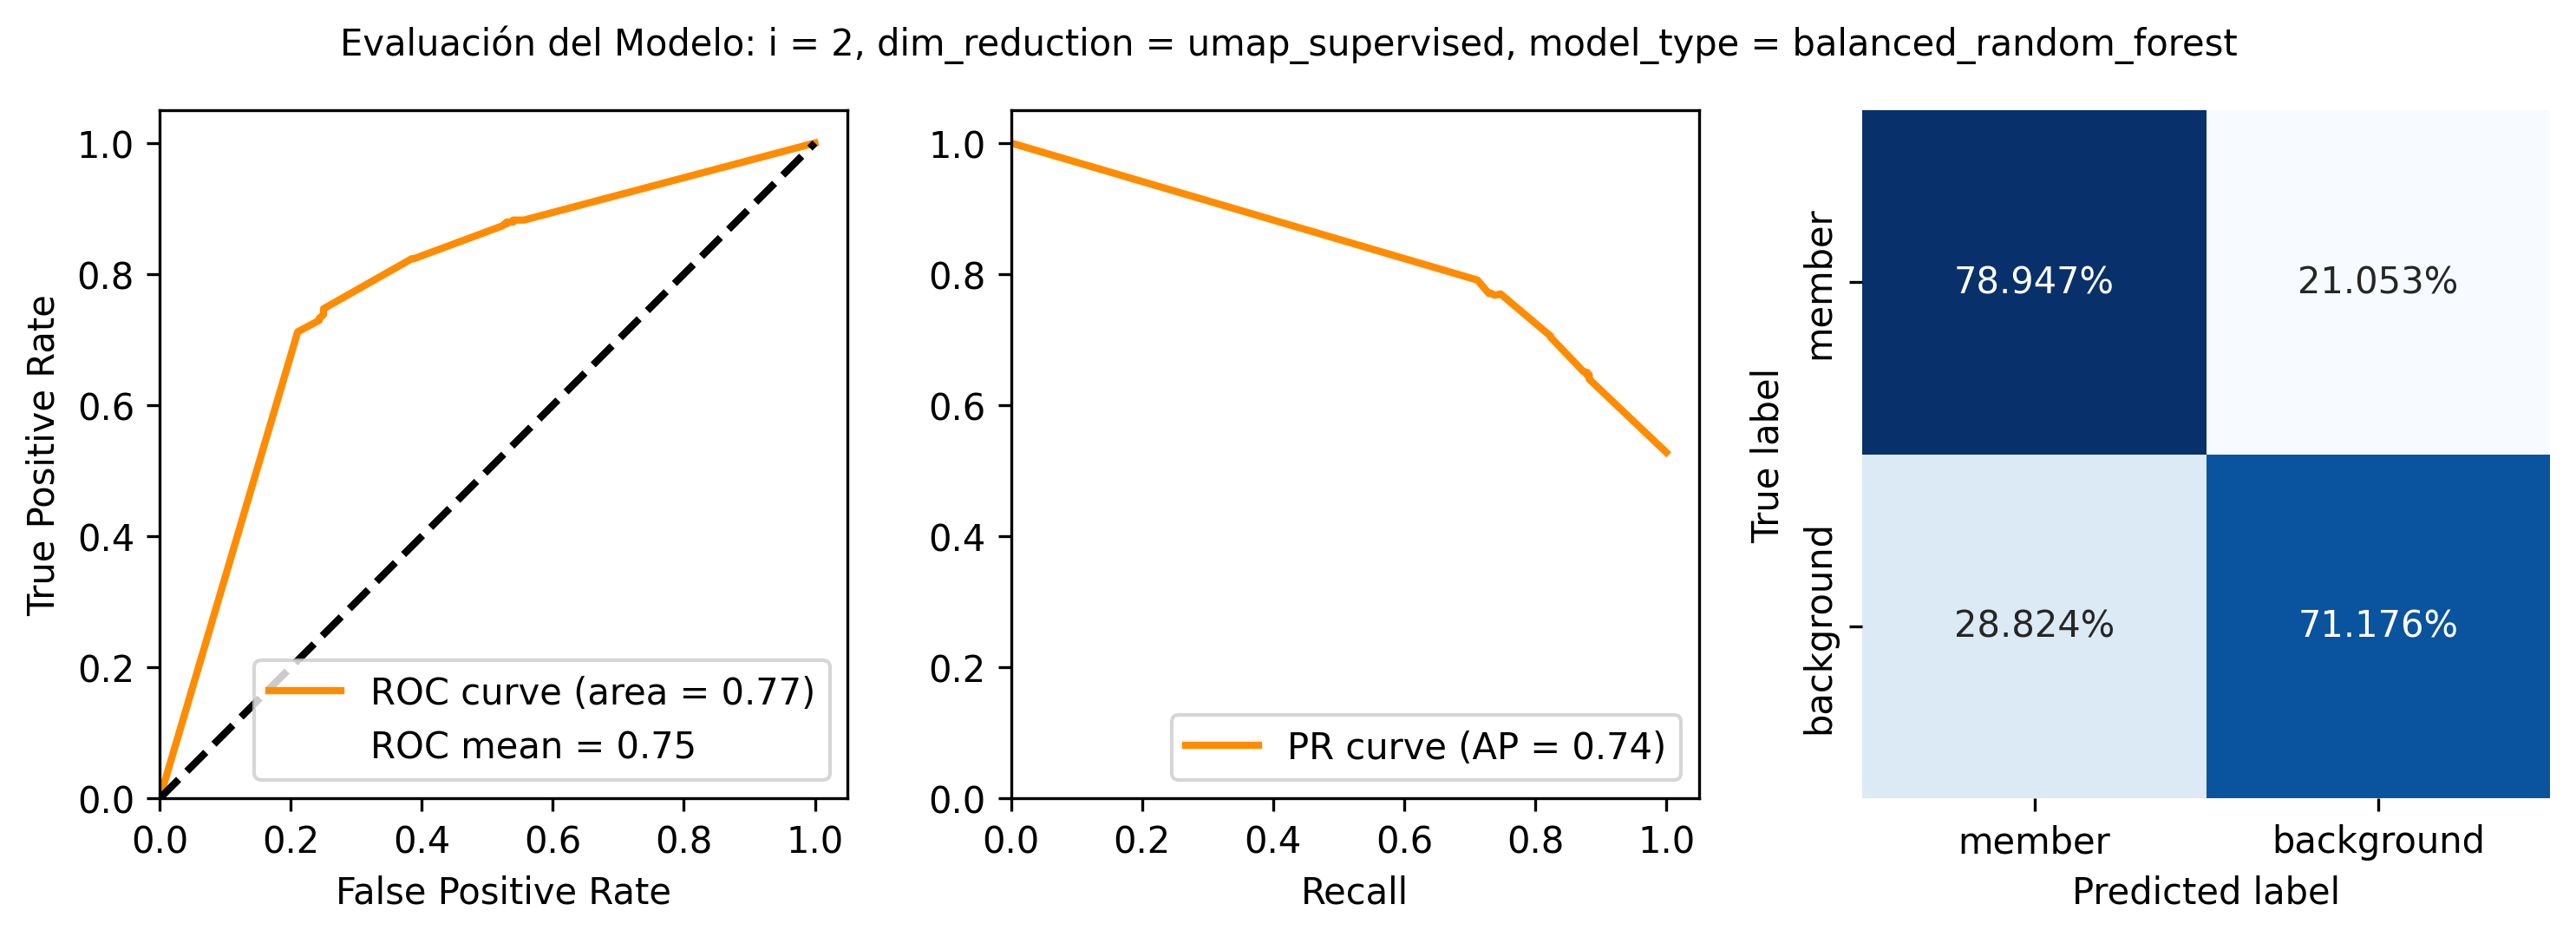 Evaluación del Modelo: i = 2, dim_reduction = umap_supervised, model_type = balanced_random_forest
True Positive Rate
1.0
0.8
0.6
0.4
0.2
0.0
0.0 0.2 0.4 0.6 0.8 1.0
False Positive Rate
ROC curve (area = 0.77)
ROC mean = 0.75
1.0
0.8
0.6
0.4
0.2
0.0
0.0 0.2 0.4 0.6 0.8 1.0
Recall
PR curve (AP = 0.74)
True label
member
background
78.947% 21.053%
28.824% 71.176%
member background
Predicted label